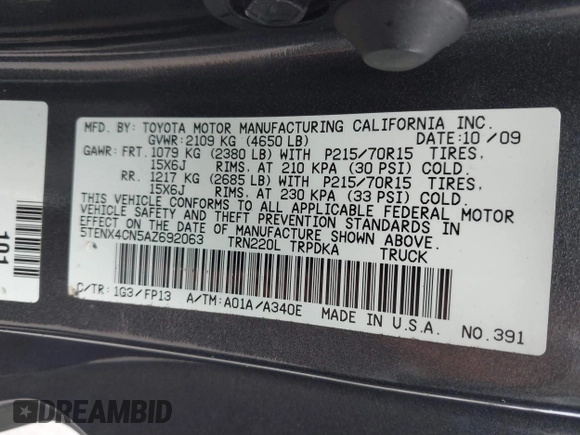 MFD. BY: TOYOTA MOTOR MANUFACTURING CALIFORNIA INC.
GVWR: 2109 KG (4650 LB) DATE: 10 /09
GAWR: FRT. 1079 KG (2380 LB) WITH P215/70R15 TIRES,
15X6J RIMS, AT 210 KPA (30 PSI) COLD.
RR. 1217 KG (2685 LB) WITH P215/70R15 TIRES,
15X6J RIMS, AT 230 KPA (33 PSI) COLD.
THIS VEHICLE CONFORMS TO ALL APPLICABLE FEDERAL MOTOR
VEHICLE SAFETY AND THEFT PREVENTION STANDARDS IN
EFFECT ON THE DATE OF MANUFACTURE SHOWN ABOVE.
5TENX4CN5AZ692063 TRN220L TRPDKA TRUCK
C/TR: 1G3/FP13 A/TM: A01A/A340E MADE IN U.S.A. NO.391
101
DREAMBID